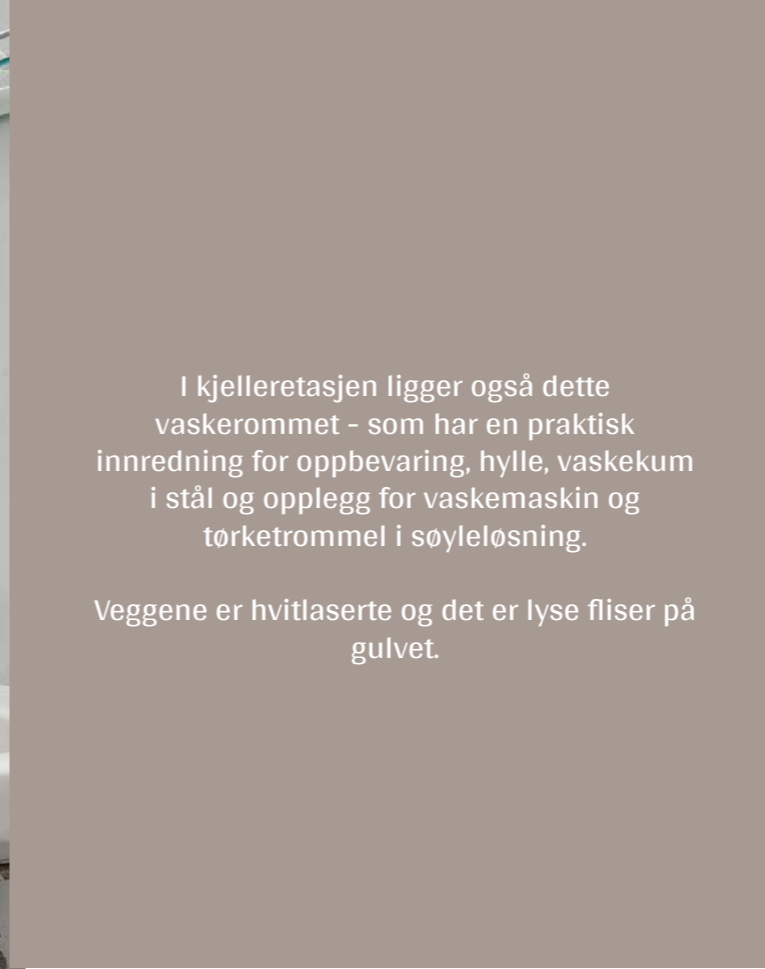 I kjelleretasjen ligger også dette
vaskerommet - som har en praktisk
innredning for oppbevaring, hylle, vaskekum
i stål og opplegg for vaskemaskin og
tørketrommel i søyleløsning.
Veggene er hvitlaserte og det er lyse fliser på
gulvet.